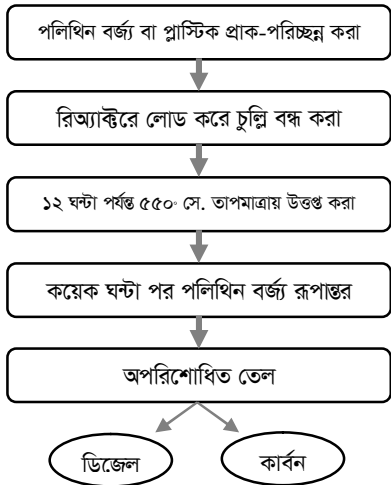 পলিথিন বর্জ্য বা প্লাস্টিক প্রাক-পরিচ্ছন্ন করা
রিঅ্যাক্টরে লোড করে চুল্লি বন্ধ করা
১২ ঘন্টা পর্যন্ত ৫৫০° সে. তাপমাত্রায় উত্তপ্ত করা
কয়েক ঘন্টা পর পলিথিন বর্জ্য রূপান্তর
অপরিশোধিত তেল
ডিজেল
কার্বন